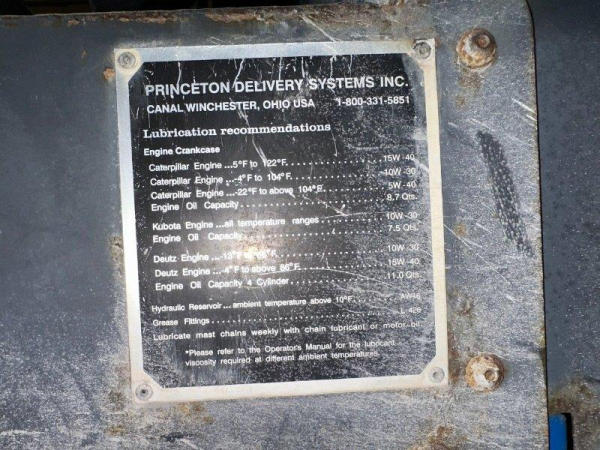 PRINCETON DELIVERY SYSTEMS INC.
CANAL WINCHESTER, OHIO USA 1-800-331-5851
Lubrication recommendations
Engine Crankcase
Caterpillar Engine ...5°F to 122°F. 15W-40
Caterpillar Engine ...-4°F to 104°F. 10W-30
Caterpillar Engine ...-22°F to above 104°F. 5W-40
Engine Oil Capacity 8.7 Qts.
Kubota Engine ... all temperature ranges 10W-30
Engine Oil Capacity 7.5 Qts.
Deutz Engine 10W-30
Deutz Engine ...-4°F to above 86°F. 15W-40
Engine Oil Capacity 4 Cylinder 11.0 Qts.
Hydraulic Reservoir... ambient temperature above 10°F. AW46
Grease Fittings L-426
Lubricate mast chains weekly with chain lubricant or motor oil
*Please refer to the Operator's Manual for the lubricant
viscosity required at different ambient temperatures.